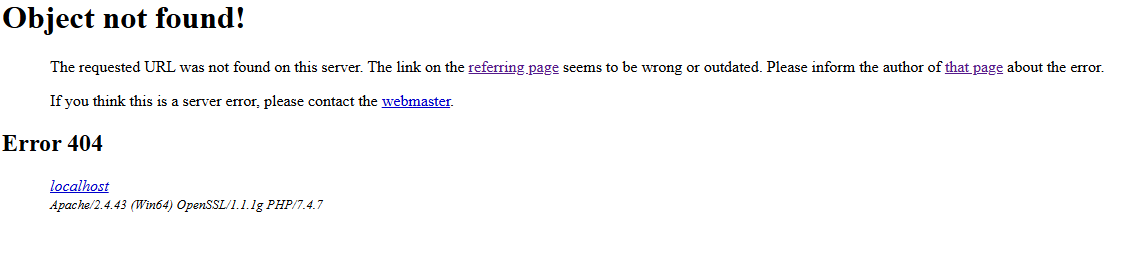 Object not found!
The requested URL was not found on this server. The link on the referring page seems to be wrong or outdated. Please inform the author of that page about the error.
If you think this is a server error, please contact the webmaster.
Error 404
localhost
Apache/2.4.43 (Win64) OpenSSL/1.1.1g PHP/7.4.7